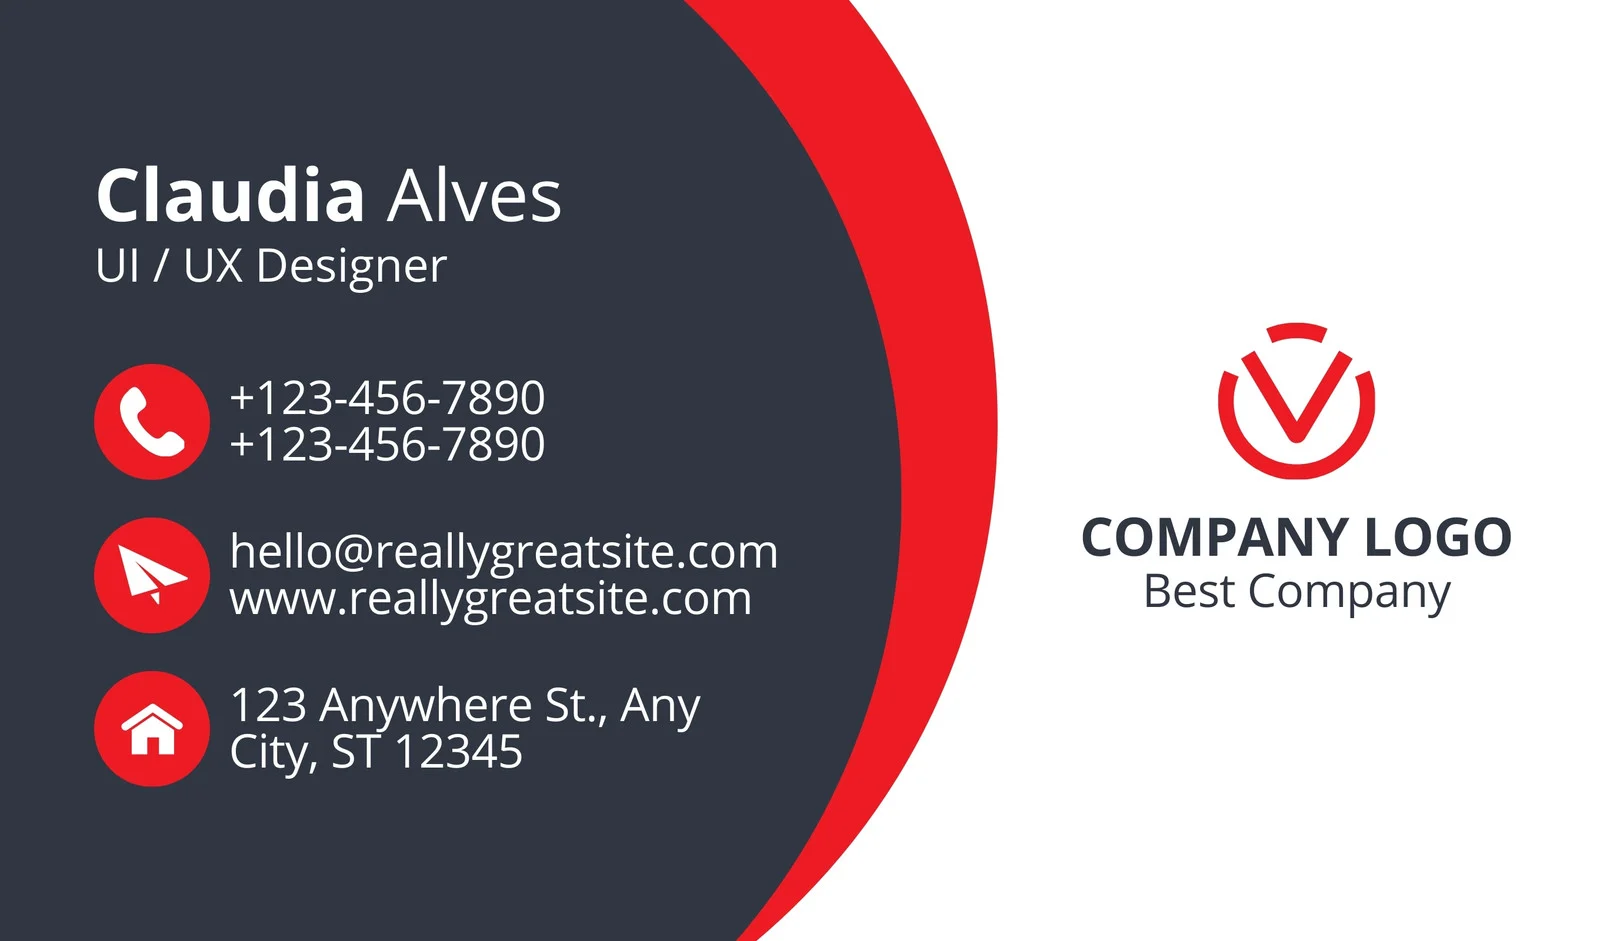 Claudia Alves
UI / UX Designer
+123-456-7890
+123-456-7890
hello@reallygreatsite.com
www.reallygreatsite.com
123 Anywhere St., Any
City, ST 12345
COMPANY LOGO
Best Company